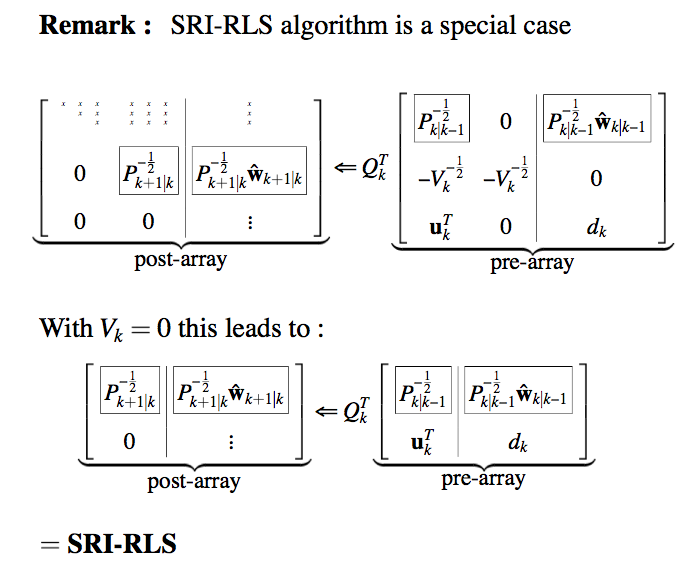 Remark : SRI-RLS algorithm is a special case
x x x x x x x
x x x x x x
x x x x x
0 P_{k+1|k}^{-1/2} P_{k+1|k}^{-1/2} ŵ_{k+1|k}
0 0 ⋮
post-array
⇐ Q_k^T
P_{k|k-1}^{-1/2} 0 P_{k|k-1}^{-1/2} ŵ_{k|k-1}
−V_k^{-1/2} −V_k^{-1/2} 0
u_k^T 0 d_k
pre-array
With V_k = 0 this leads to :
P_{k+1|k}^{-1/2} P_{k+1|k}^{-1/2} ŵ_{k+1|k}
0 ⋮
post-array
⇐ Q_k^T
P_{k|k-1}^{-1/2} P_{k|k-1}^{-1/2} ŵ_{k|k-1}
u_k^T d_k
pre-array
= SRI-RLS